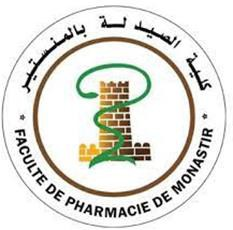 كلية الصيدلة بالمنستير
★ FACULTE DE PHARMACIE DE MONASTIR ★